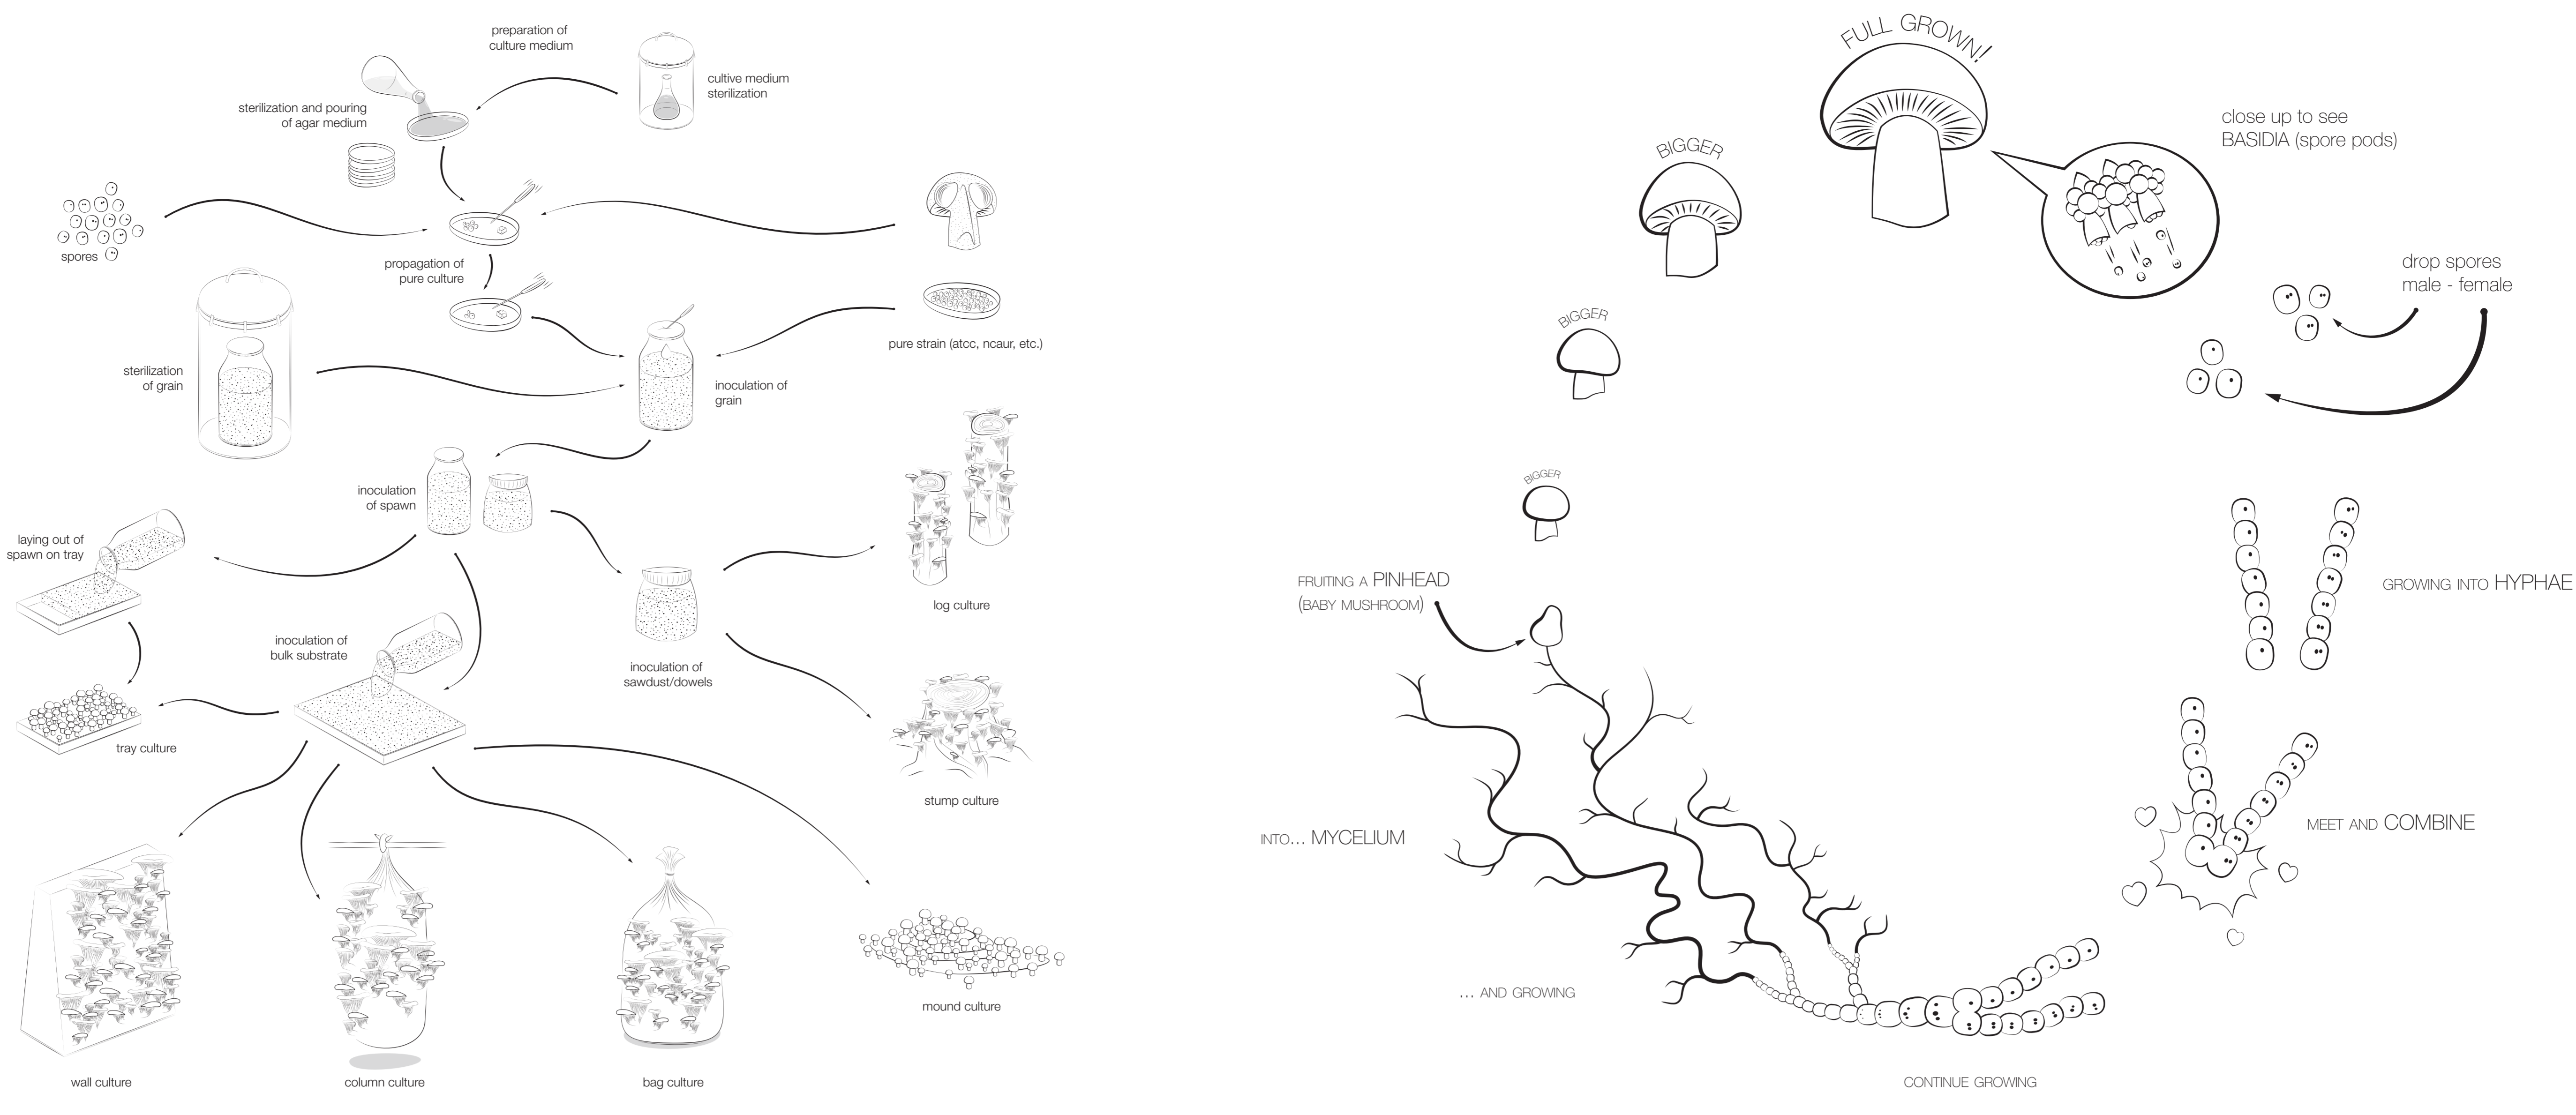 preparation of
culture medium
cultive medium
sterilization
sterilization and pouring
of agar medium
spores
propagation of
pure culture
pure strain (atcc, ncaur, etc.)
sterilization
of grain
inoculation of
grain
inoculation
of spawn
laying out of
spawn on tray
log culture
inoculation of
bulk substrate
inoculation of
sawdust/dowels
tray culture
stump culture
mound culture
wall culture
column culture
bag culture
FULL GROWN!
close up to see
BASIDIA (spore pods)
BIGGER
drop spores
male - female
BIGGER
BIGGER
FRUITING A PINHEAD
(BABY MUSHROOM)
GROWING INTO HYPHAE
MEET AND COMBINE
INTO... MYCELIUM
... AND GROWING
CONTINUE GROWING